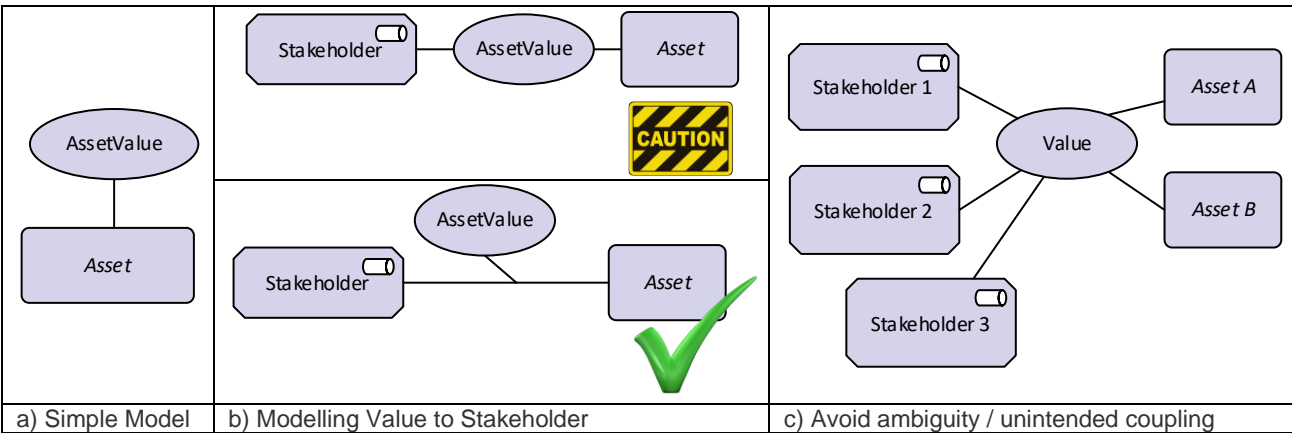 AssetValue
Asset
a) Simple Model
Stakeholder
AssetValue
Asset
CAUTION
AssetValue
Stakeholder
Asset
b) Modelling Value to Stakeholder
Stakeholder 1
Asset A
Value
Stakeholder 2
Asset B
Stakeholder 3
c) Avoid ambiguity / unintended coupling